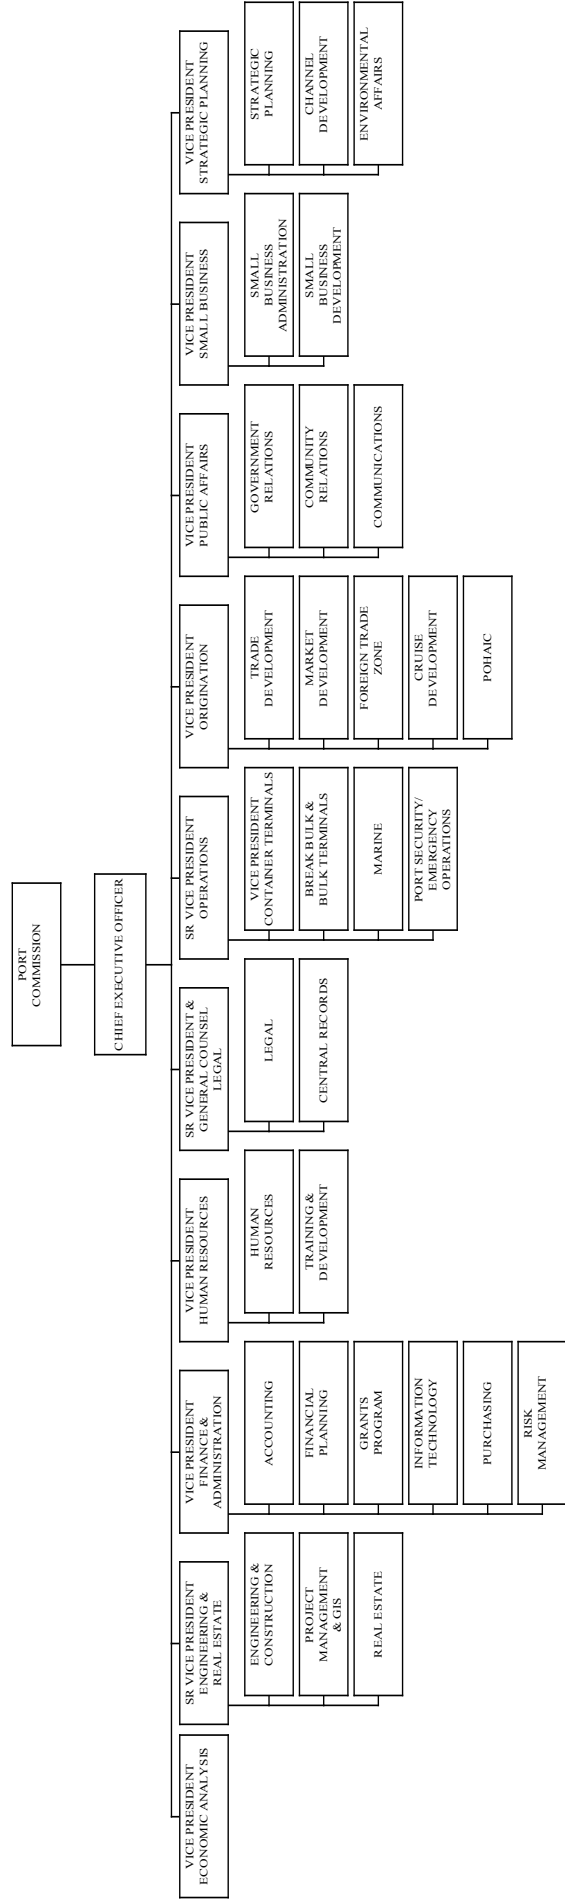 PORT
COMMISSION
CHIEF EXECUTIVE OFFICER
VICE PRESIDENT
ECONOMIC ANALYSIS
SR VICE PRESIDENT
ENGINEERING &
REAL ESTATE
ENGINEERING &
CONSTRUCTION
PROJECT
MANAGEMENT
& GIS
REAL ESTATE
VICE PRESIDENT
FINANCE &
ADMINISTRATION
ACCOUNTING
FINANCIAL
PLANNING
GRANTS
PROGRAM
INFORMATION
TECHNOLOGY
PURCHASING
RISK
MANAGEMENT
VICE PRESIDENT
HUMAN RESOURCES
HUMAN
RESOURCES
TRAINING &
DEVELOPMENT
SR VICE PRESIDENT &
GENERAL COUNSEL
LEGAL
LEGAL
CENTRAL RECORDS
SR VICE PRESIDENT
OPERATIONS
VICE PRESIDENT
CONTAINER TERMINALS
BREAK BULK &
BULK TERMINALS
MARINE
PORT SECURITY/
EMERGENCY
OPERATIONS
VICE PRESIDENT
ORIGINATION
TRADE
DEVELOPMENT
MARKET
DEVELOPMENT
FOREIGN TRADE
ZONE
CRUISE
DEVELOPMENT
POHAIC
VICE PRESIDENT
PUBLIC AFFAIRS
GOVERNMENT
RELATIONS
COMMUNITY
RELATIONS
COMMUNICATIONS
VICE PRESIDENT
SMALL BUSINESS
SMALL
BUSINESS
ADMINISTRATION
SMALL
BUSINESS
DEVELOPMENT
VICE PRESIDENT
STRATEGIC PLANNING
STRATEGIC
PLANNING
CHANNEL
DEVELOPMENT
ENVIRONMENTAL
AFFAIRS